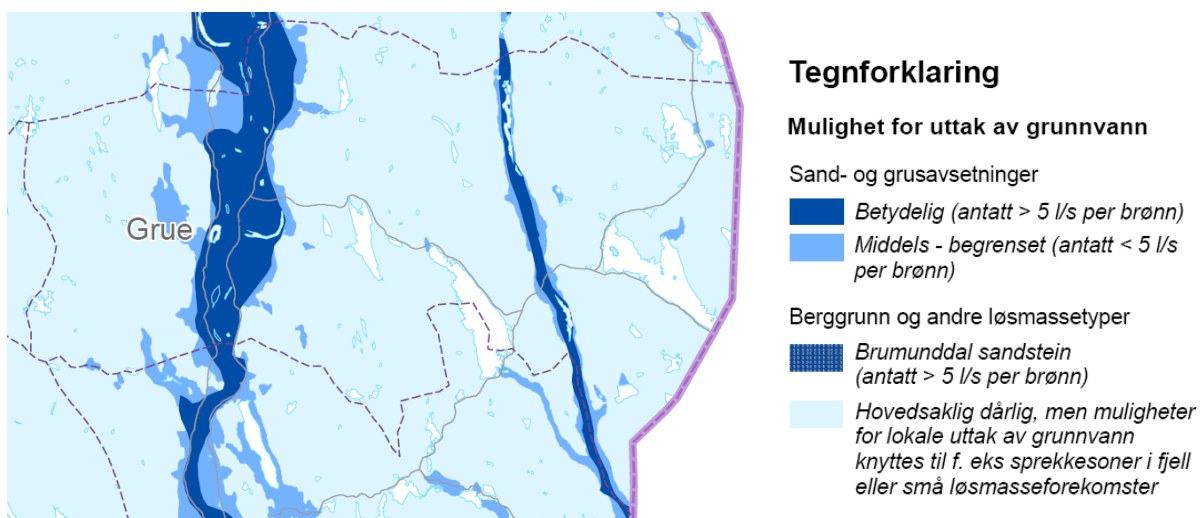 Grue
Tegnforklaring
Mulighet for uttak av grunnvann
Sand- og grusavsetninger
Betydelig (antatt > 5 l/s per brønn)
Middels - begrenset (antatt < 5 l/s
per brønn)
Berggrunn og andre løsmassetyper
Brumunddal sandstein
(antatt > 5 l/s per brønn)
Hovedsaklig dårlig, men muligheter
for lokale uttak av grunnvann
knyttes til f. eks sprekkesoner i fjell
eller små løsmasseforekomster